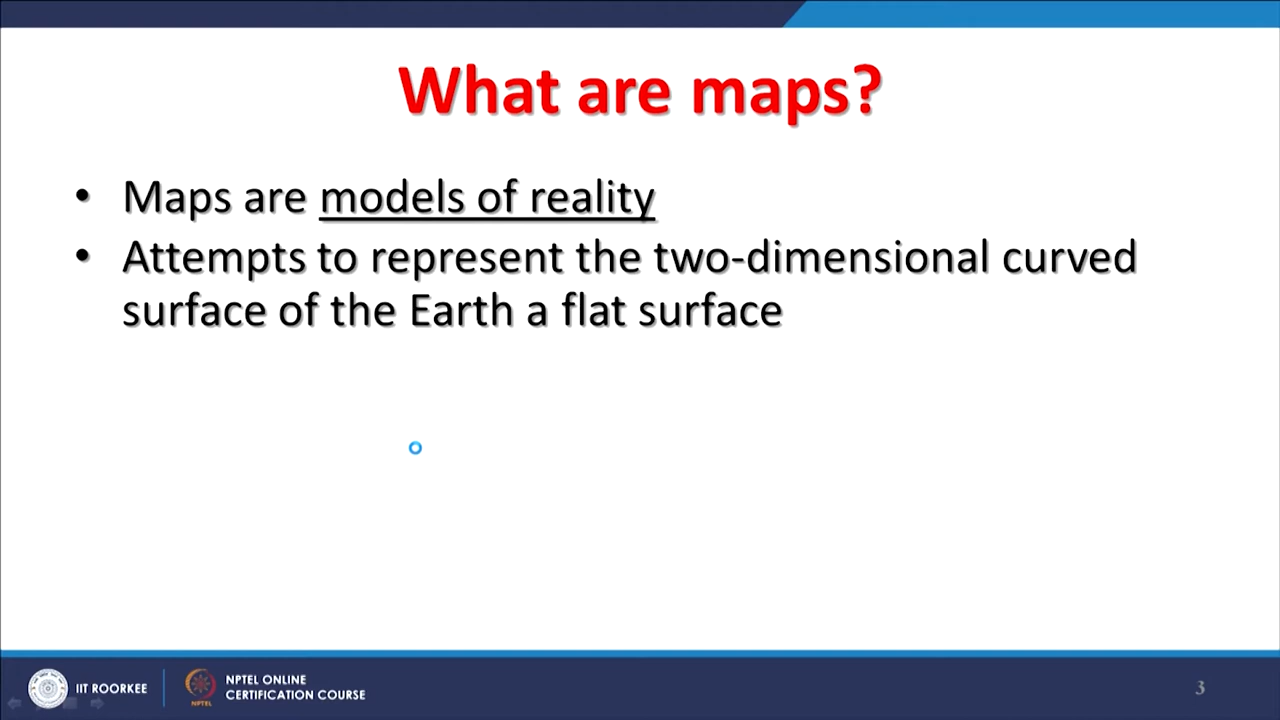 What are maps?
• Maps are models of reality
• Attempts to represent the two-dimensional curved
surface of the Earth a flat surface
IIT ROORKEE
NPTEL
NPTEL ONLINE
CERTIFICATION COURSE
3